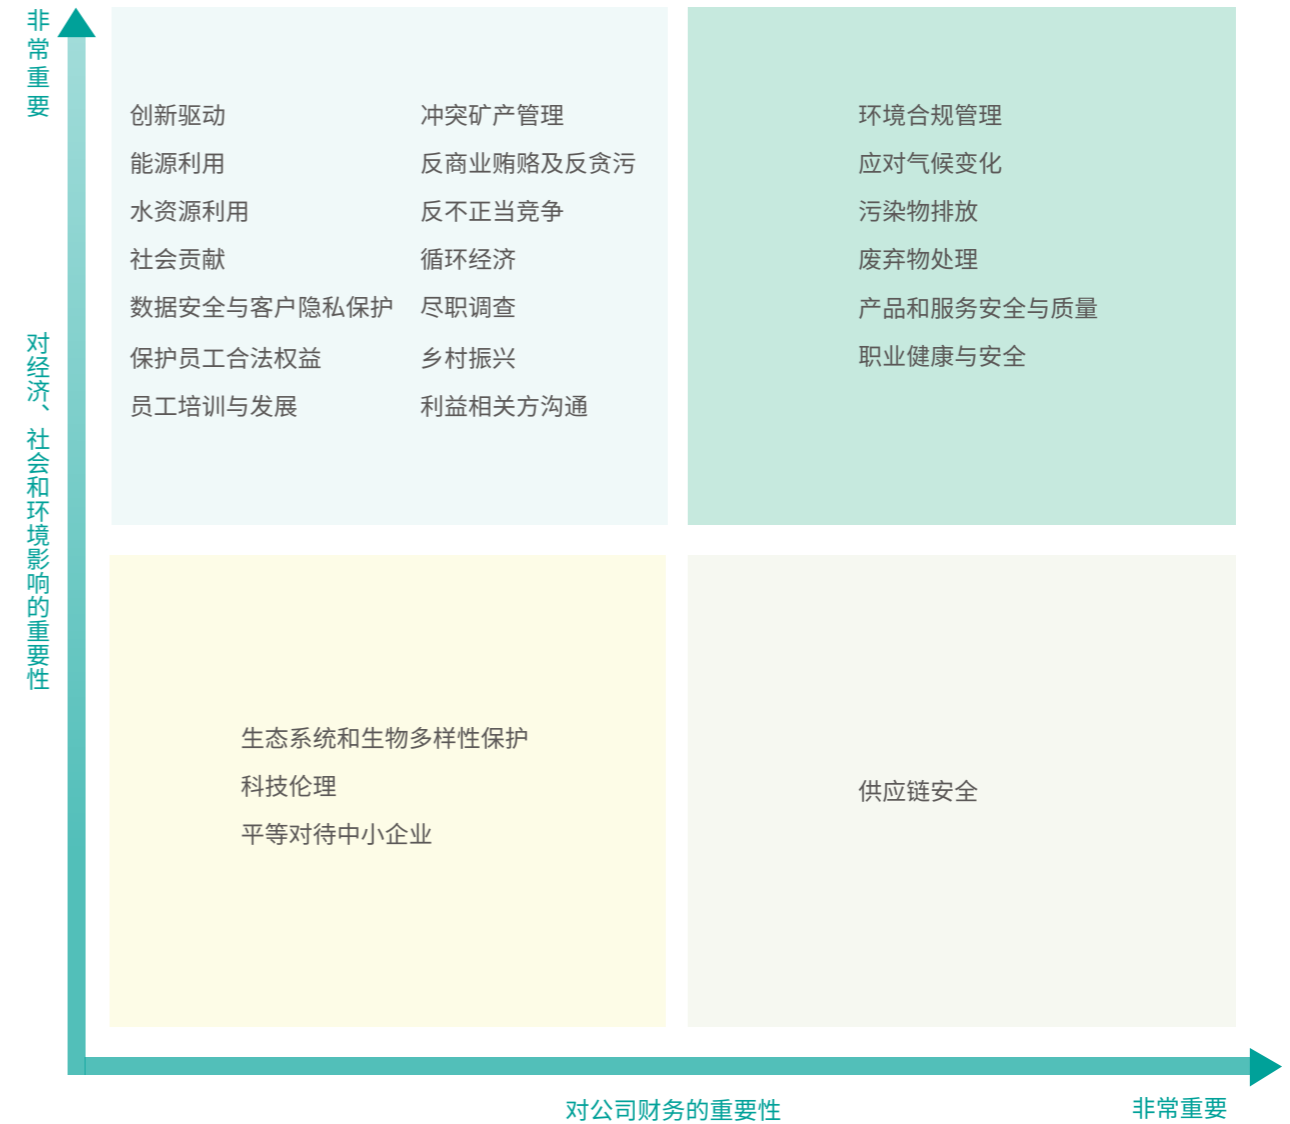 非常重要
对经济、社会和环境影响的重要性
创新驱动
能源利用
水资源利用
社会贡献
数据安全与客户隐私保护
保护员工合法权益
员工培训与发展
冲突矿产管理
反商业贿赂及反贪污
反不正当竞争
循环经济
尽职调查
乡村振兴
利益相关方沟通
环境合规管理
应对气候变化
污染物排放
废弃物处理
产品和服务安全与质量
职业健康与安全
生态系统和生物多样性保护
科技伦理
平等对待中小企业
供应链安全
对公司财务的重要性
非常重要